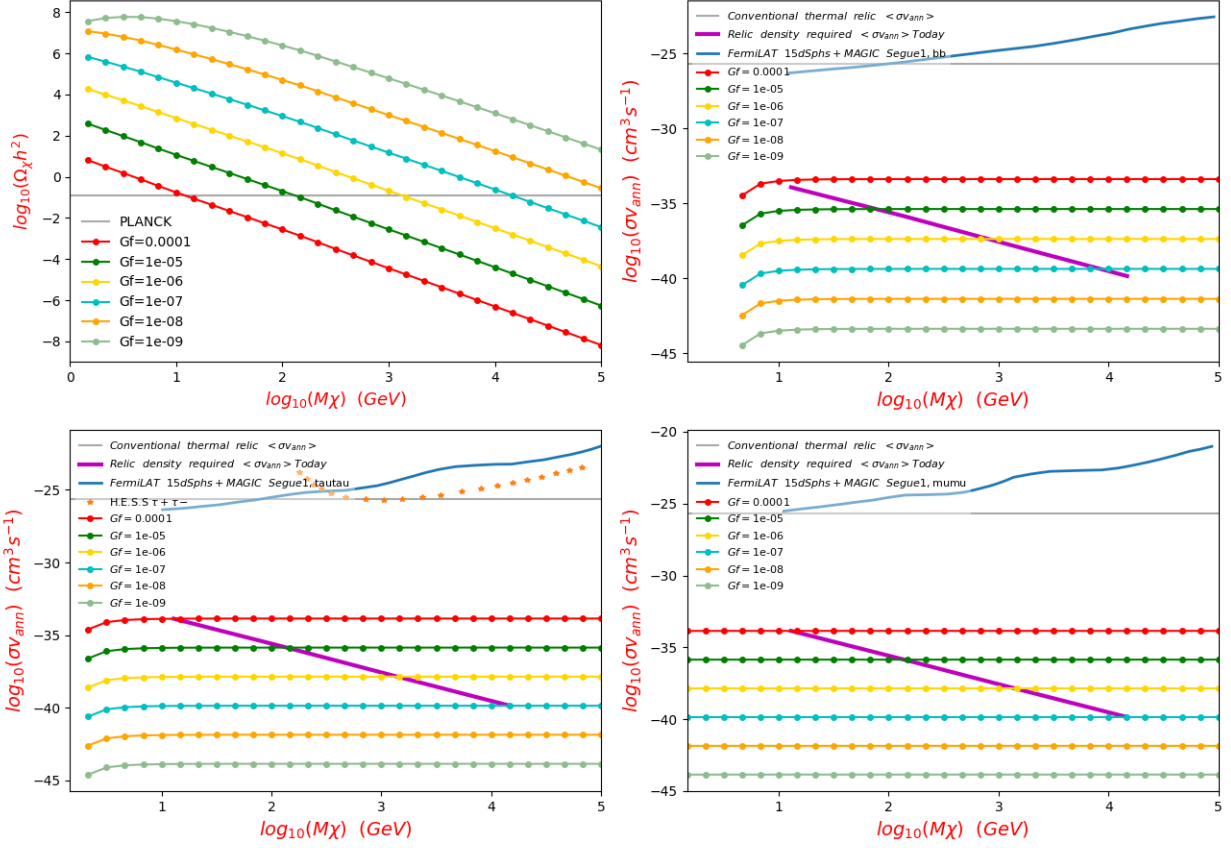 log10(Ωχh²)
8
6
4
2
0
−2
−4
−6
−8
PLANCK
Gf=0.0001
Gf=1e-05
Gf=1e-06
Gf=1e-07
Gf=1e-08
Gf=1e-09
0 1 2 3 4 5
log10(Mχ) (GeV)
log10(σvann) (cm³s⁻¹)
−25
−30
−35
−40
−45
Conventional thermal relic <σvann>
Relic density required <σvann> Today
FermiLAT 15dSphs+MAGIC Segue1, bb
Gf=0.0001
Gf=1e-05
Gf=1e-06
Gf=1e-07
Gf=1e-08
Gf=1e-09
1 2 3 4 5
log10(Mχ) (GeV)
log10(σvann) (cm³s⁻¹)
−25
−30
−35
−40
−45
Conventional thermal relic <σvann>
Relic density required <σvann> Today
FermiLAT 15dSphs+MAGIC Segue1, tautau
H.E.S.S τ+τ−
Gf=0.0001
Gf=1e-05
Gf=1e-06
Gf=1e-07
Gf=1e-08
Gf=1e-09
1 2 3 4 5
log10(Mχ) (GeV)
log10(σvann) (cm³s⁻¹)
−20
−25
−30
−35
−40
−45
Conventional thermal relic <σvann>
Relic density required <σvann> Today
FermiLAT 15dSphs+MAGIC Segue1, mumu
Gf=0.0001
Gf=1e-05
Gf=1e-06
Gf=1e-07
Gf=1e-08
Gf=1e-09
1 2 3 4 5
log10(Mχ) (GeV)